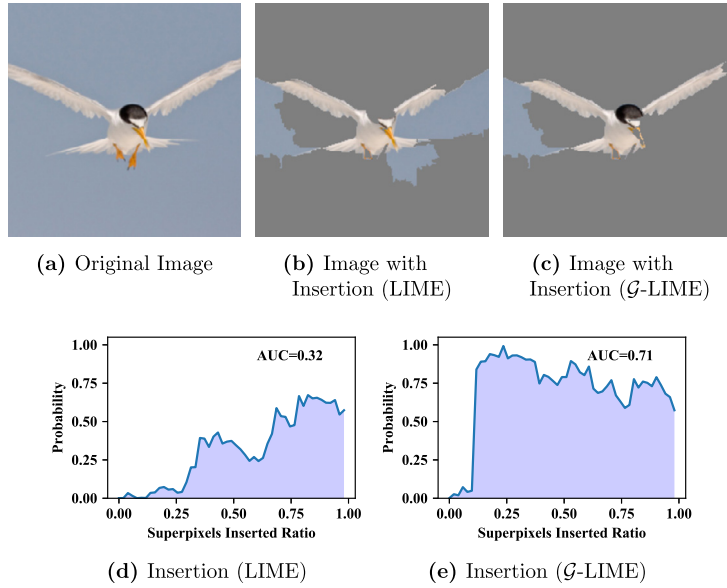 (a) Original Image
(b) Image with
Insertion (LIME)
(c) Image with
Insertion (𝒢-LIME)
1.00
0.75
0.50
0.25
0.00
Probability
AUC=0.32
0.00 0.25 0.50 0.75 1.00
Superpixels Inserted Ratio
(d) Insertion (LIME)
1.00
0.75
0.50
0.25
0.00
Probability
AUC=0.71
0.00 0.25 0.50 0.75 1.00
Superpixels Inserted Ratio
(e) Insertion (𝒢-LIME)